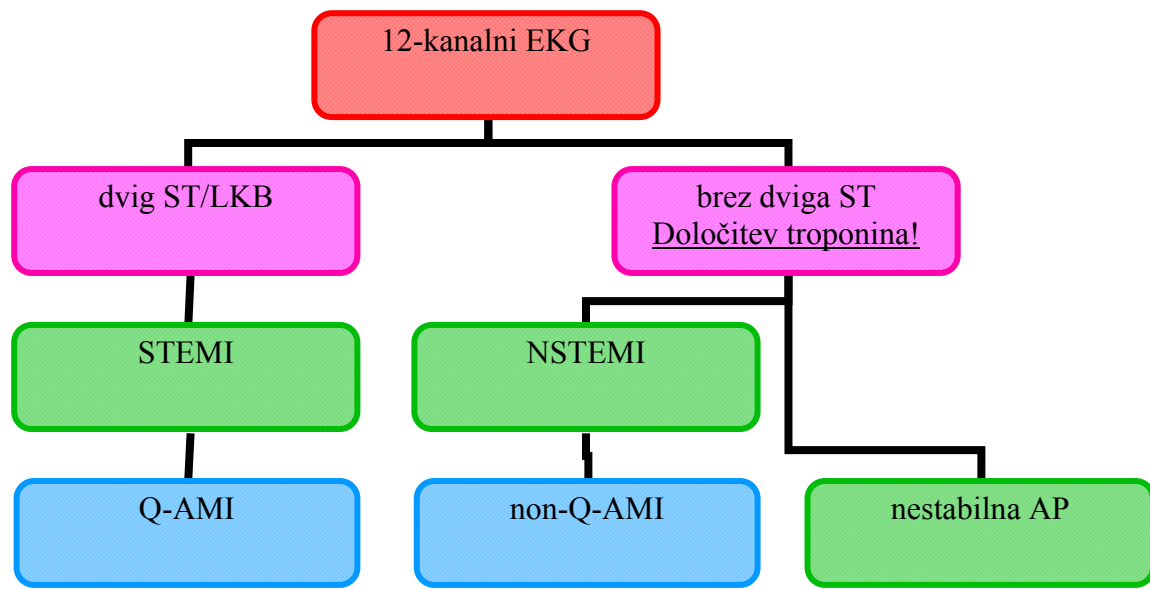 12-kanalni EKG
dvig ST/LKB
brez dviga ST
Določitev troponina!
STEMI
NSTEMI
Q-AMI
non-Q-AMI
nestabilna AP